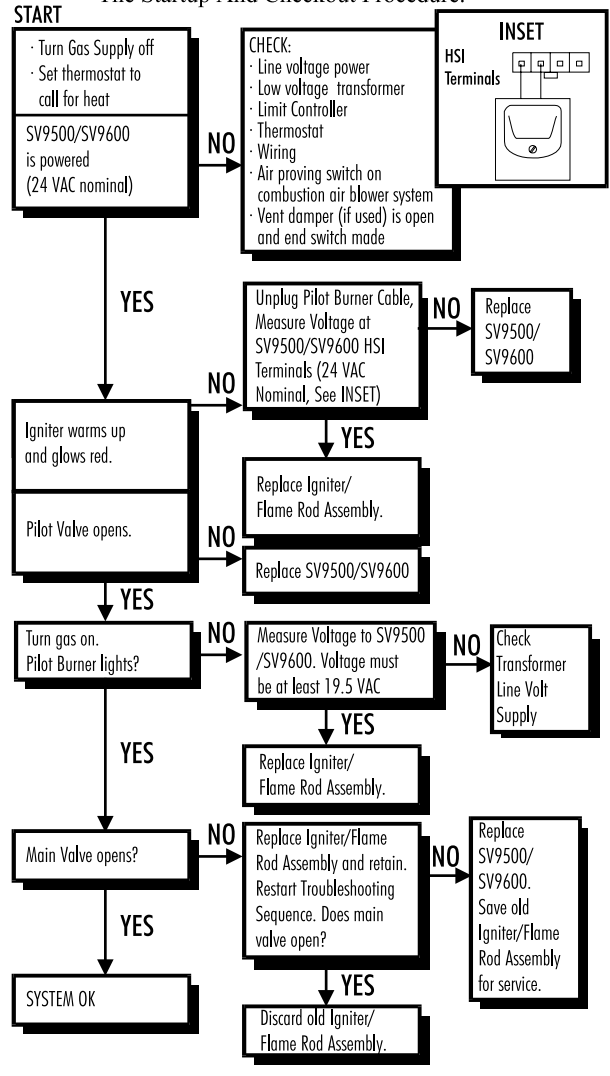 The Startup And Checkout Procedure.
START
· Turn Gas Supply off
· Set thermostat to
call for heat
SV9500/SV9600
is powered
(24 VAC nominal)
NO
CHECK:
· Line voltage power
· Low voltage transformer
· Limit Controller
· Thermostat
· Wiring
· Air proving switch on
combustion air blower system
· Vent damper (if used) is open
and end switch made
INSET
HSI
Terminals
YES
Igniter warms up
and glows red.
NO
Unplug Pilot Burner Cable,
Measure Voltage at
SV9500/SV9600 HSI
Terminals (24 VAC
Nominal, See INSET)
NO
Replace
SV9500/
SV9600
YES
Replace Igniter/
Flame Rod Assembly.
Pilot Valve opens.
NO
Replace SV9500/SV9600
YES
Turn gas on.
Pilot Burner lights?
NO
Measure Voltage to SV9500
/SV9600. Voltage must
be at least 19.5 VAC
NO
Check
Transformer
Line Volt
Supply
YES
Replace Igniter/
Flame Rod Assembly.
YES
Main Valve opens?
NO
Replace Igniter/Flame
Rod Assembly and retain.
Restart Troubleshooting
Sequence. Does main
valve open?
NO
Replace
SV9500/
SV9600.
Save old
Igniter/Flame
Rod Assembly
for service.
YES
SYSTEM OK
YES
Discard old Igniter/
Flame Rod Assembly.